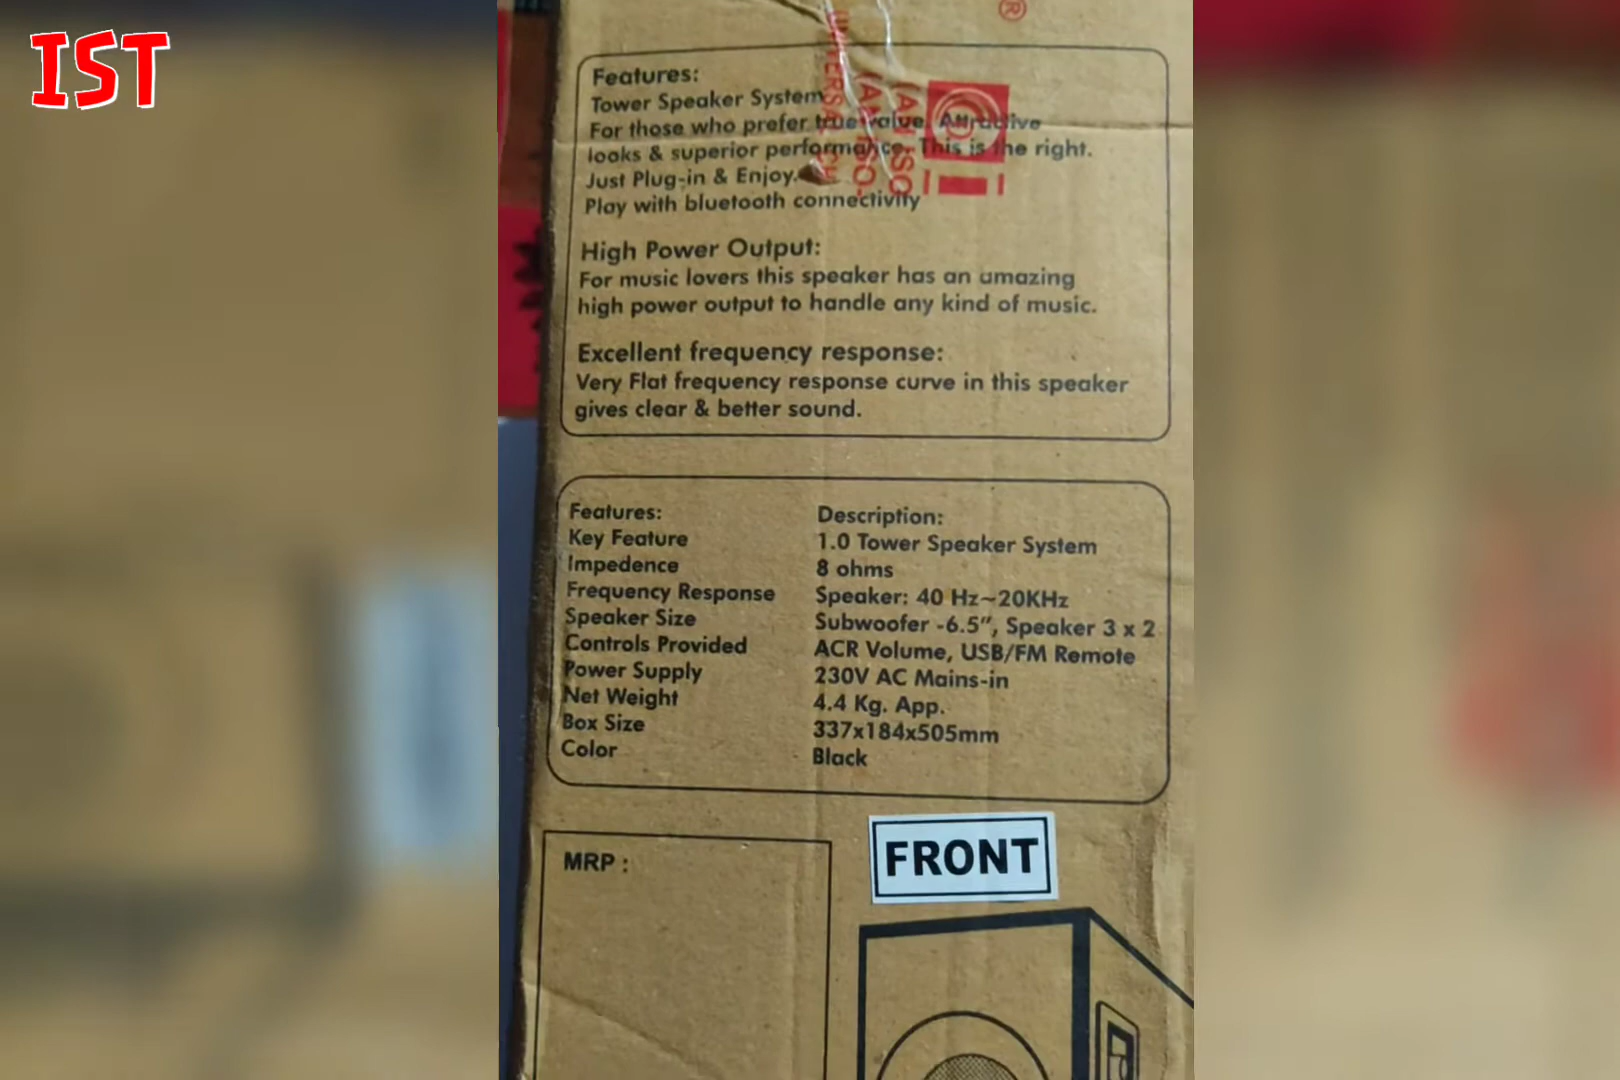 IST
®
Features:
Tower Speaker System
For those who prefer true value. Attractive
looks & superior performance. This is the right.
Just Plug-in & Enjoy.
Play with bluetooth connectivity
High Power Output:
For music lovers this speaker has an amazing
high power output to handle any kind of music.
Excellent frequency response:
Very Flat frequency response curve in this speaker
gives clear & better sound.
Features: Description:
Key Feature 1.0 Tower Speaker System
Impedence 8 ohms
Frequency Response Speaker: 40 Hz~20KHz
Speaker Size Subwoofer -6.5”, Speaker 3 x 2
Controls Provided ACR Volume, USB/FM Remote
Power Supply 230V AC Mains-in
Net Weight 4.4 Kg. App.
Box Size 337x184x505mm
Color Black
MRP :
FRONT